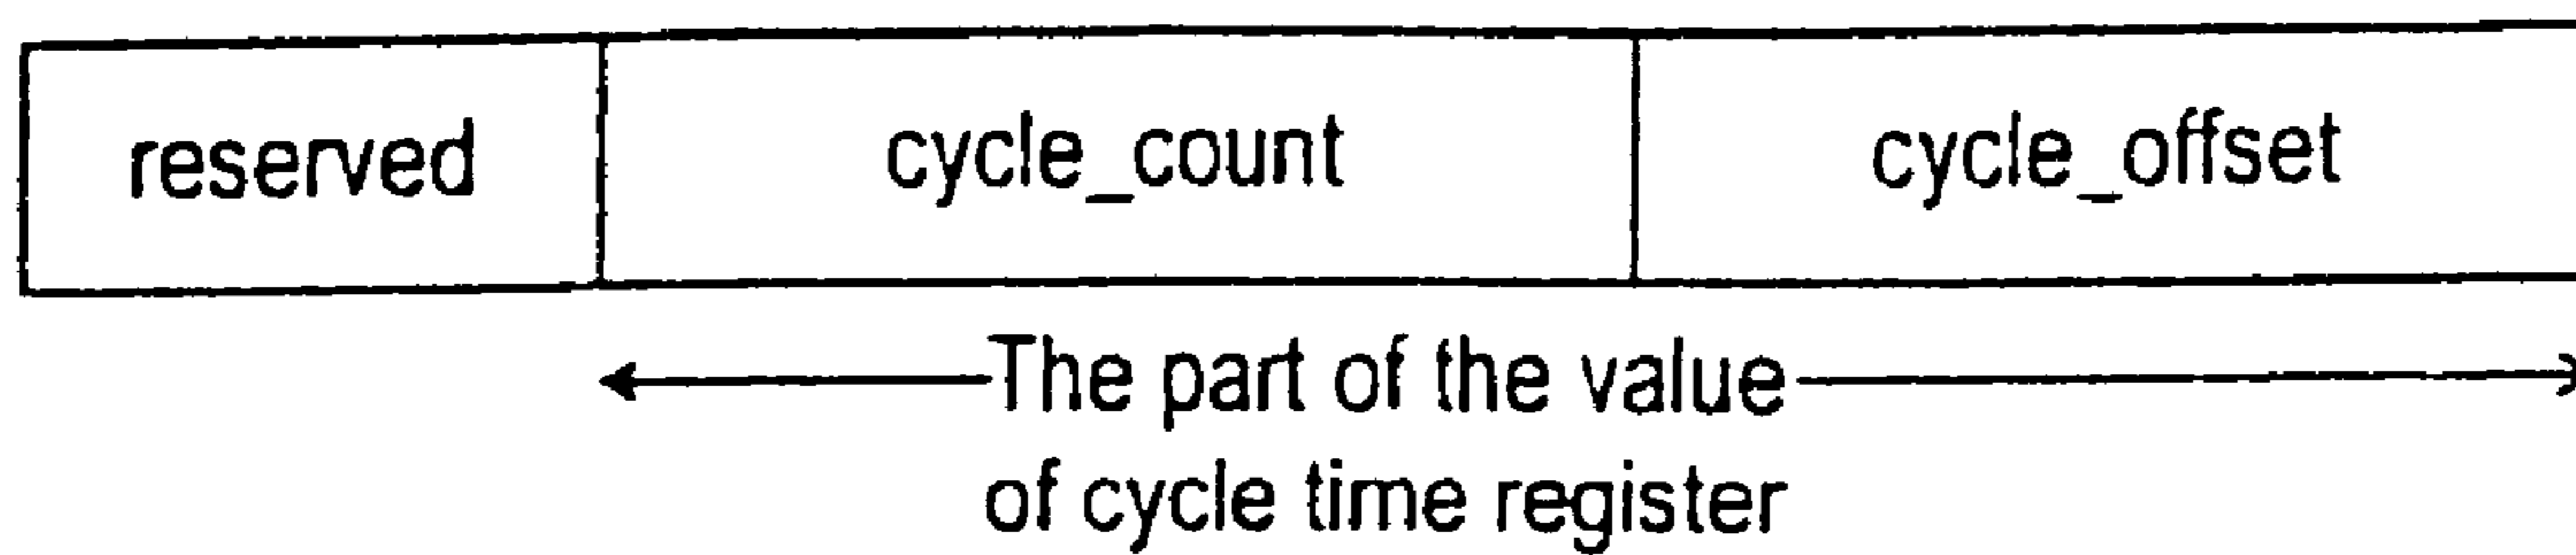 reserved cycle_count cycle_offset
The part of the value
of cycle time register